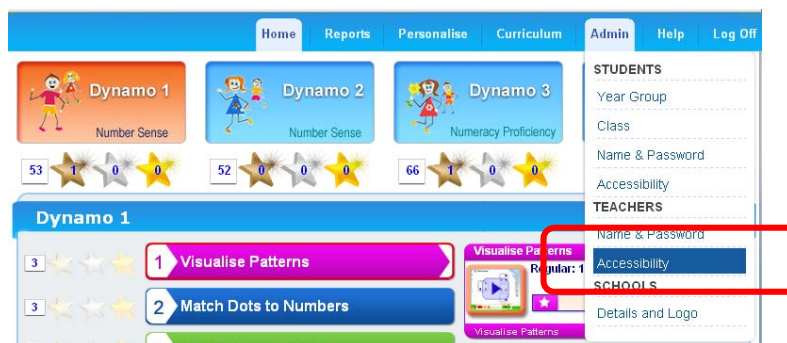 Home Reports Personalise Curriculum Admin Help Log Off
Dynamo 1
Number Sense
Dynamo 2
Number Sense
Dynamo 3
Numeracy Proficiency
53 1 0 0
52 0 0 0
66 1 0 0
STUDENTS
Year Group
Class
Name & Password
Accessibility
TEACHERS
Name & Password
Accessibility
SCHOOLS
Details and Logo
Dynamo 1
3
1 Visualise Patterns
3
2 Match Dots to Numbers
Visualise Patterns
Regular: 1
Visualise Patterns